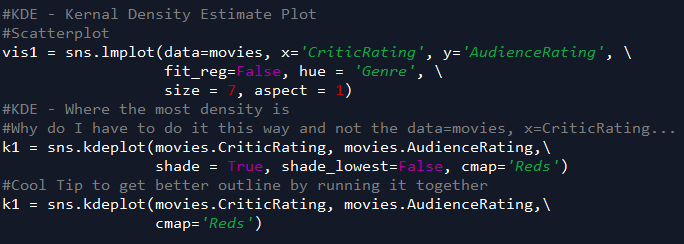 #KDE - Kernal Density Estimate Plot
#Scatterplot
vis1 = sns.lmplot(data=movies, x='CriticRating', y='AudienceRating', \
fit_reg=False, hue = 'Genre', \
size = 7, aspect = 1)
#KDE - Where the most density is
#Why do I have to do it this way and not the data=movies, x=CriticRating...
k1 = sns.kdeplot(movies.CriticRating, movies.AudienceRating,\
shade = True, shade_lowest=False, cmap='Reds')
#Cool Tip to get better outline by running it together
k1 = sns.kdeplot(movies.CriticRating, movies.AudienceRating,\
cmap='Reds')